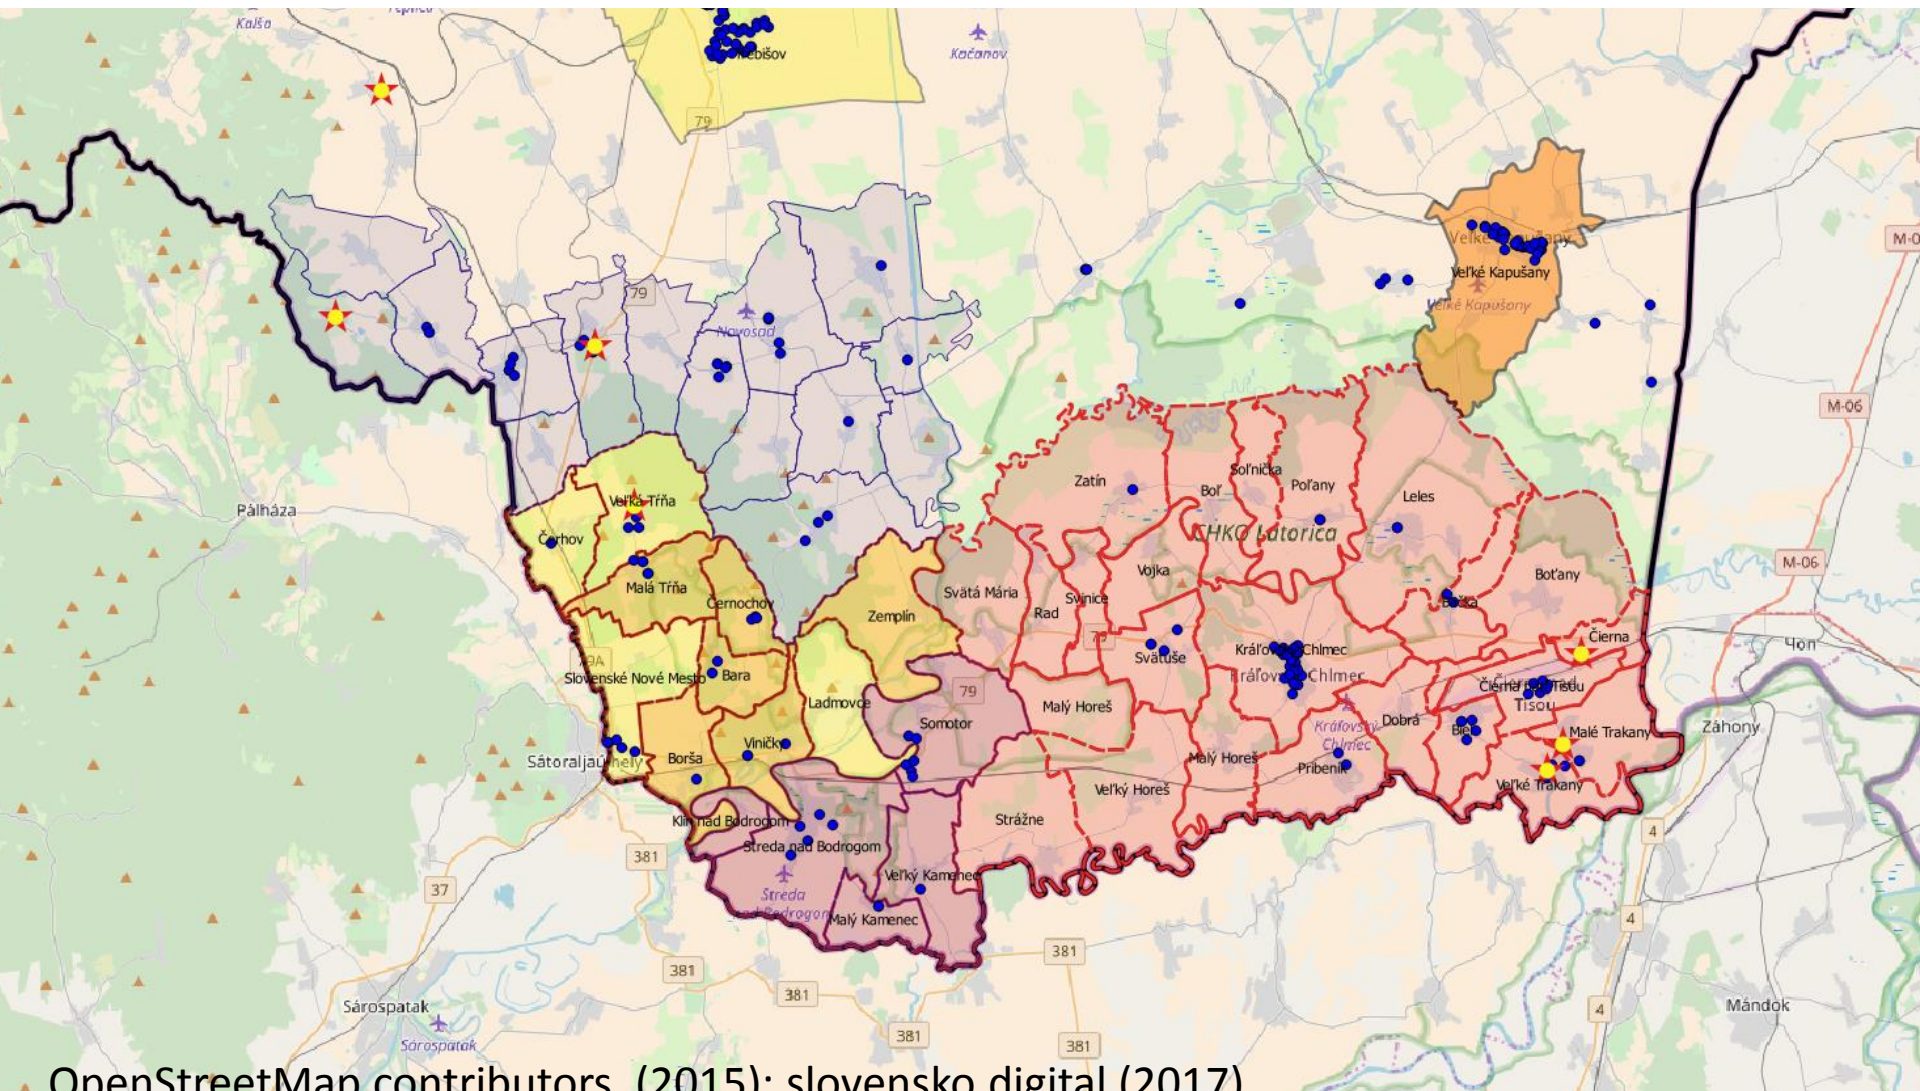 Kalša
Kačanov
79
79
Novosad
Veľké Kapušany
Veľké Kapušany
M-06
Pálháza
Veľká Tŕňa
Čerhov
Malá Tŕňa
Černochov
Zemplín
Zatín
Boľ
Soľnička
Poľany
Leles
CHKO Latorica
M-06
Svätá Mária
Rad
Svinice
Vojka
Boťany
Čierna
Čop
79A
Slovenské Nové Mesto
Bara
Ladmovce
79
Somotor
Malý Horeš
Svätuše
Kráľovský Chlmec
Kráľovský
Chlmec
Dobrá
Čierna nad Tisou
Tisou
Malé Trakany
Záhony
Sátoraljaújhely
Borša
Viničky
Malý Horeš
Pribeník
Veľké Trakany
Veľký Horeš
Strážne
Klin nad Bodrogom
Streda nad Bodrogom
381
4
37
Veľký Kamenec
Streda
nad Bodrogom
Malý Kamenec
4
381
381
381
Sárospatak
Sárospatak
4
Mándok
381
381
OpenStreetMap contributors. (2015); slovensko.digital (2017)